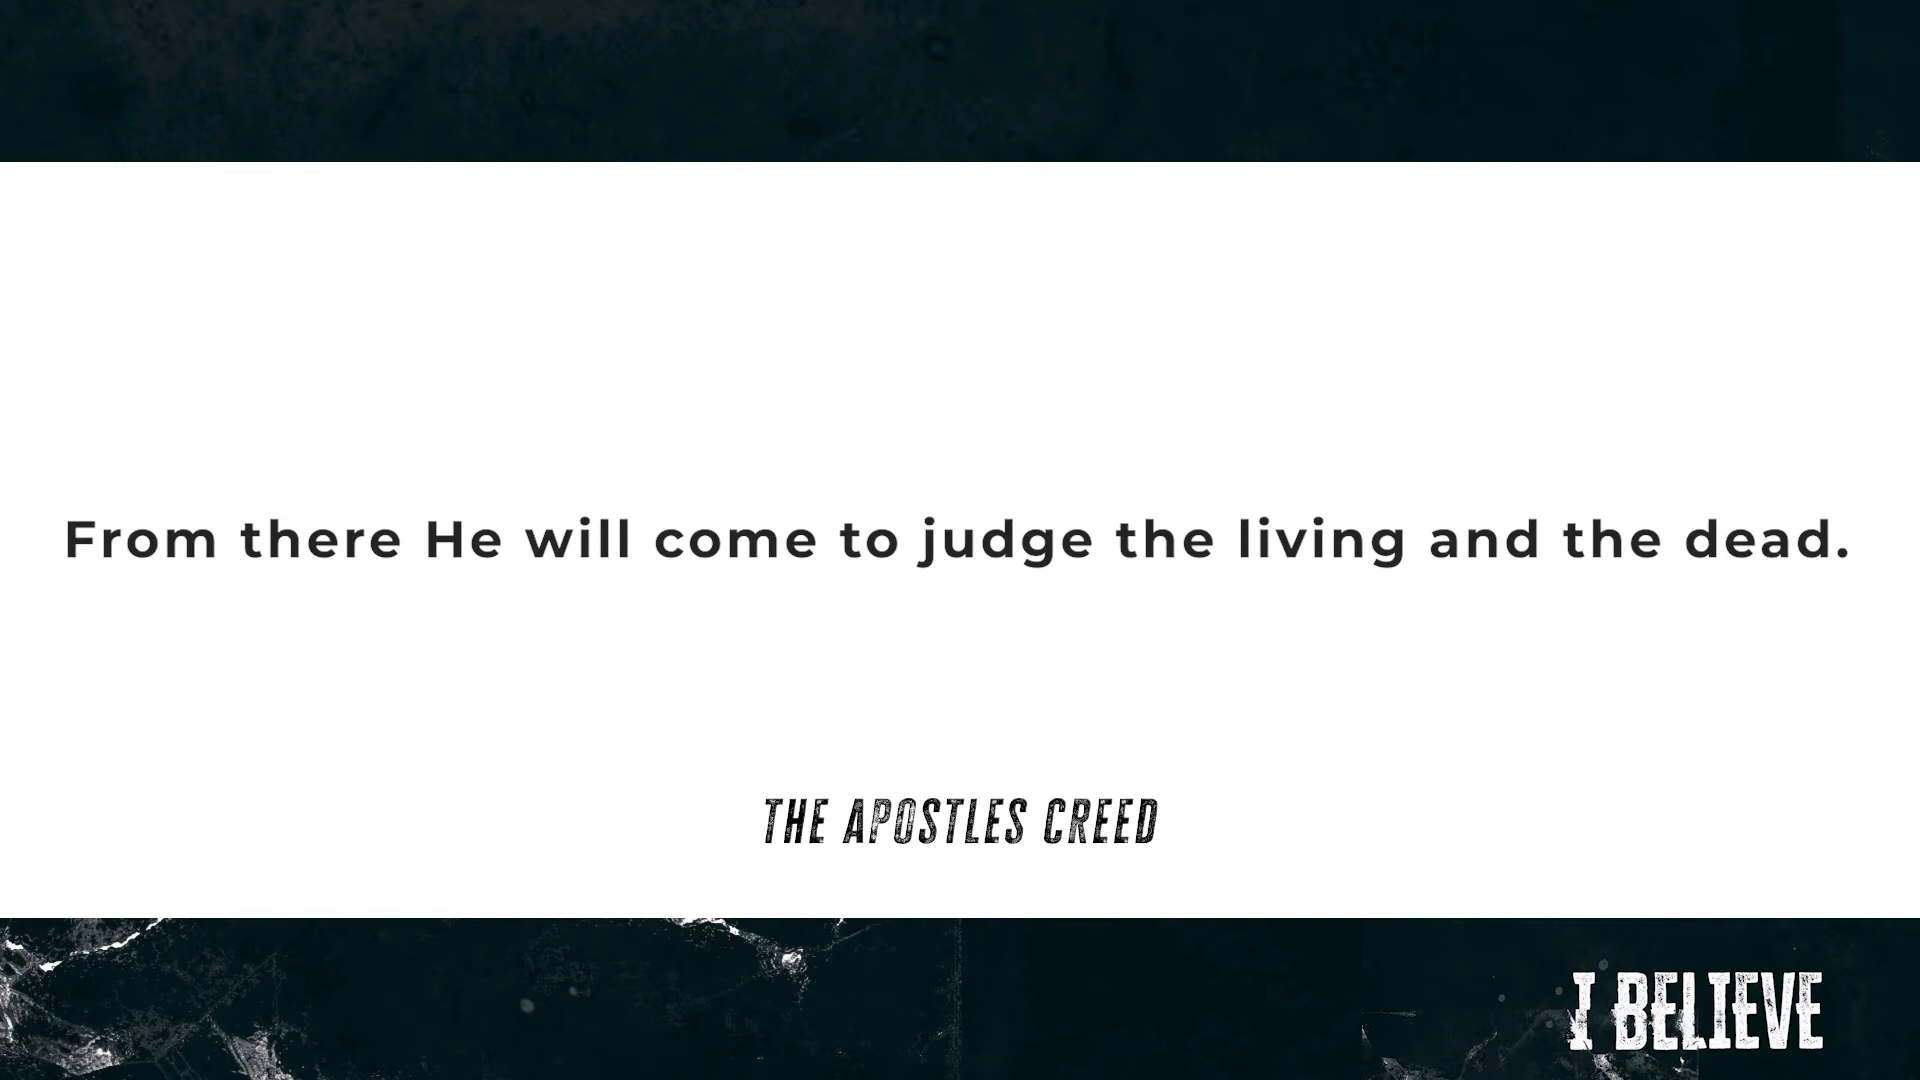 From there He will come to judge the living and the dead.
THE APOSTLES CREED
I BELIEVE